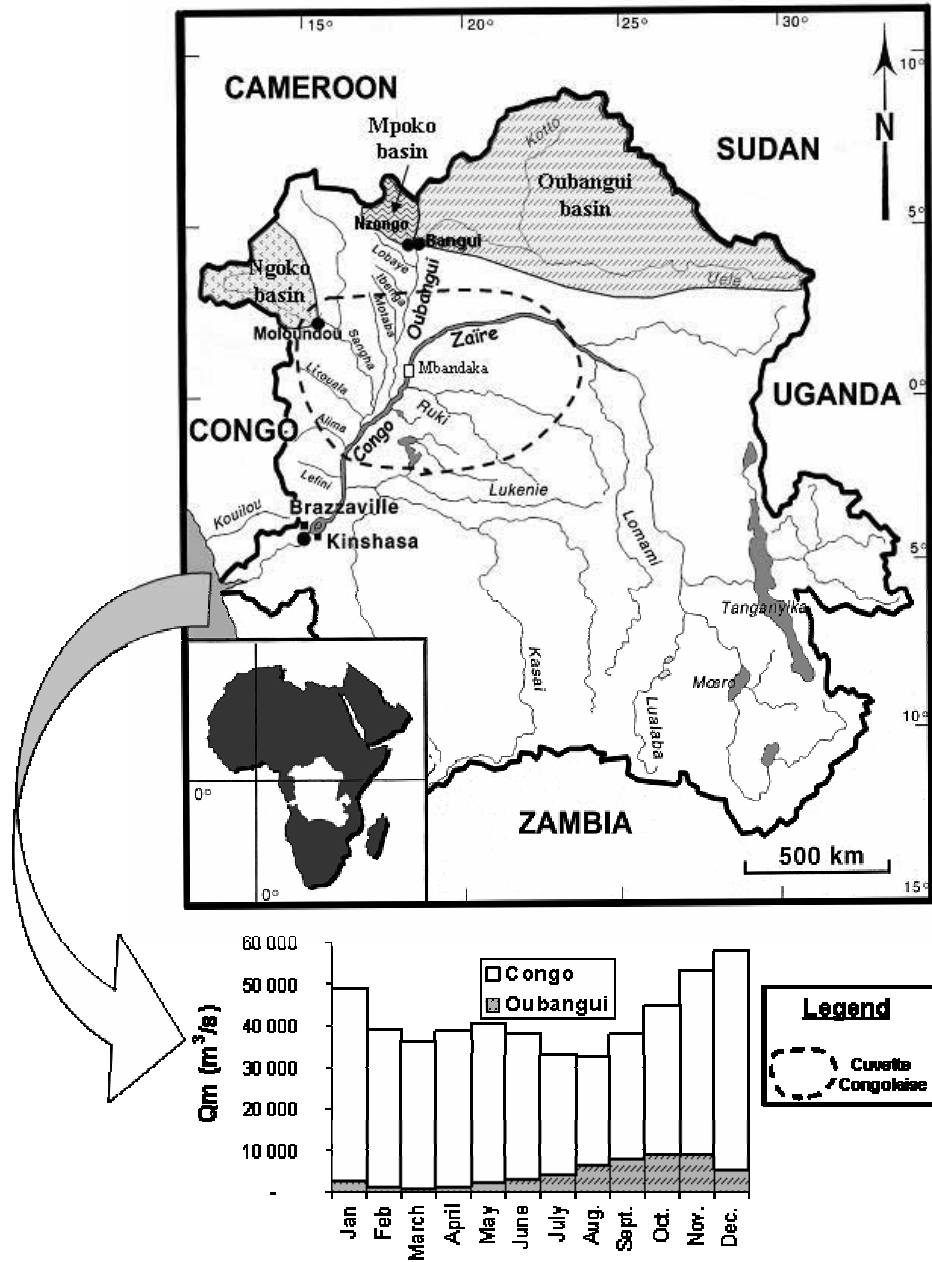 15°
20°
25°
30°
10°
CAMEROON
N
Mpoko
basin
SUDAN
Kotto
Oubangui
basin
Nzongo
5°
Bangui
Lobaye
Ngoko
basin
Ibenga
Motaba
Oubangui
Uele
Moloundou
Sangha
Zaïre
Mbandaka
Lirouala
UGANDA
0°
CONGO
Alima
Congo
Ruki
Lefini
Lukenie
Kouilou
Brazzaville
Kinshasa
Lomami
5°
Tanganyika
Kasai
Moero
Lualaba
10°
0°
ZAMBIA
500 km
0°
15°
60 000
50 000
40 000
30 000
20 000
10 000
-
Qm (m³/s)
Congo
Oubangui
Jan
Feb
March
April
May
June
July
Aug.
Sept.
Oct.
Nov.
Dec.
Legend
Cuvette
Congolaise